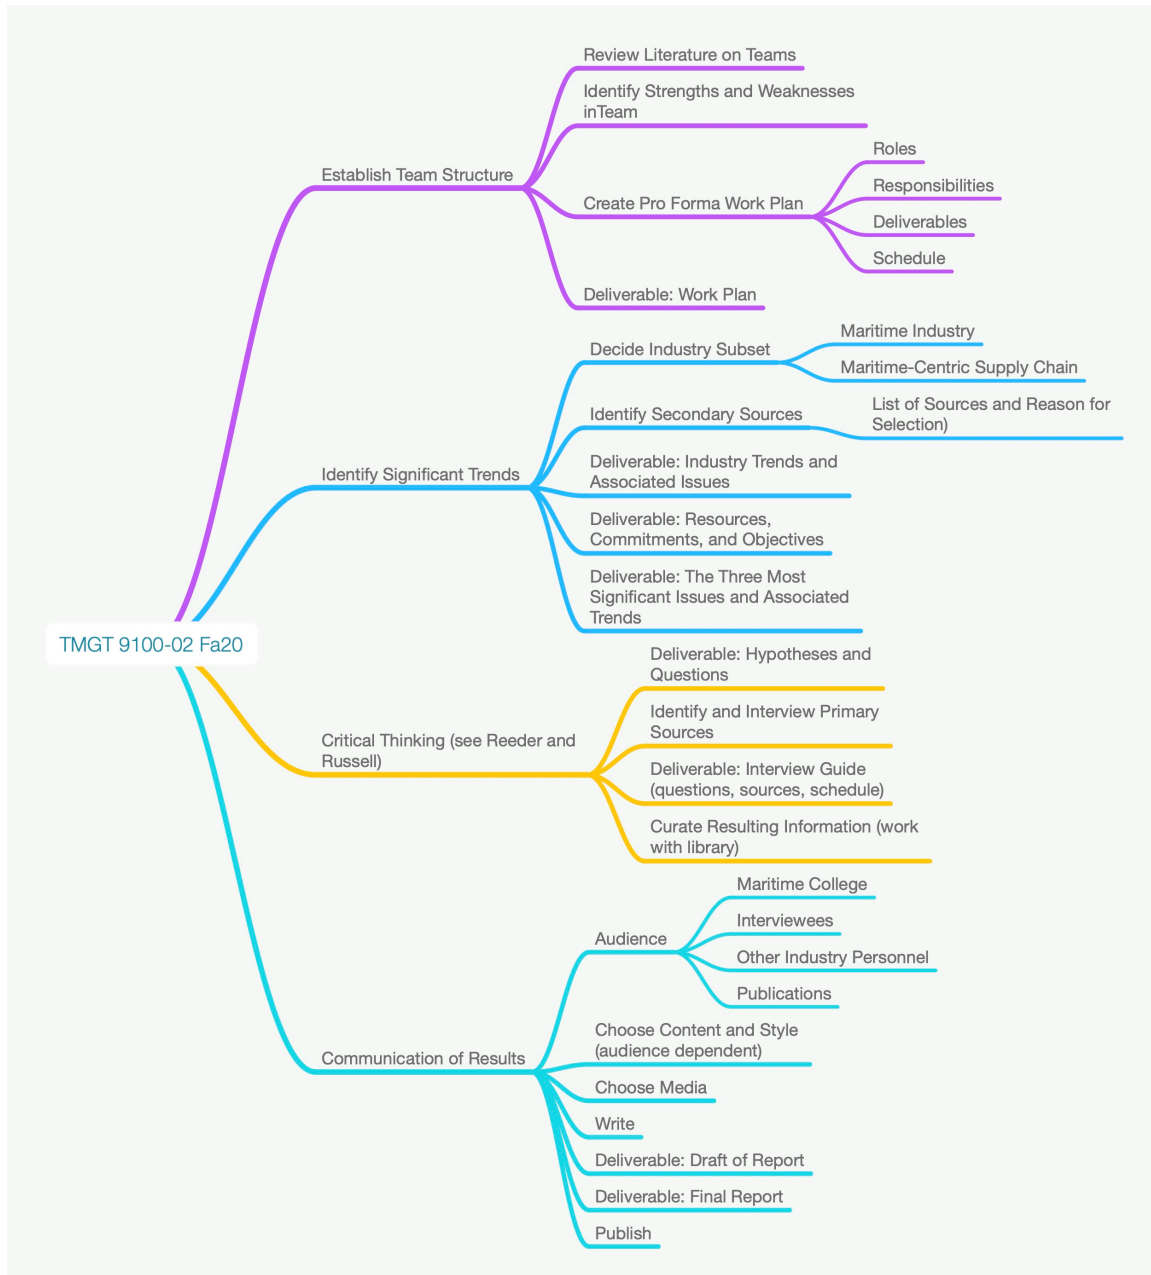 Review Literature on Teams
Identify Strengths and Weaknesses
inTeam
Roles
Establish Team Structure
Responsibilities
Create Pro Forma Work Plan
Deliverables
Schedule
Deliverable: Work Plan
Maritime Industry
Decide Industry Subset
Maritime-Centric Supply Chain
List of Sources and Reason for
Selection)
Identify Secondary Sources
Deliverable: Industry Trends and
Associated Issues
Identify Significant Trends
Deliverable: Resources,
Commitments, and Objectives
Deliverable: The Three Most
Significant Issues and Associated
Trends
TMGT 9100-02 Fa20
Deliverable: Hypotheses and
Questions
Identify and Interview Primary
Sources
Critical Thinking (see Reeder and
Russell)
Deliverable: Interview Guide
(questions, sources, schedule)
Curate Resulting Information (work
with library)
Maritime College
Interviewees
Audience
Other Industry Personnel
Publications
Choose Content and Style
(audience dependent)
Communication of Results
Choose Media
Write
Deliverable: Draft of Report
Deliverable: Final Report
Publish